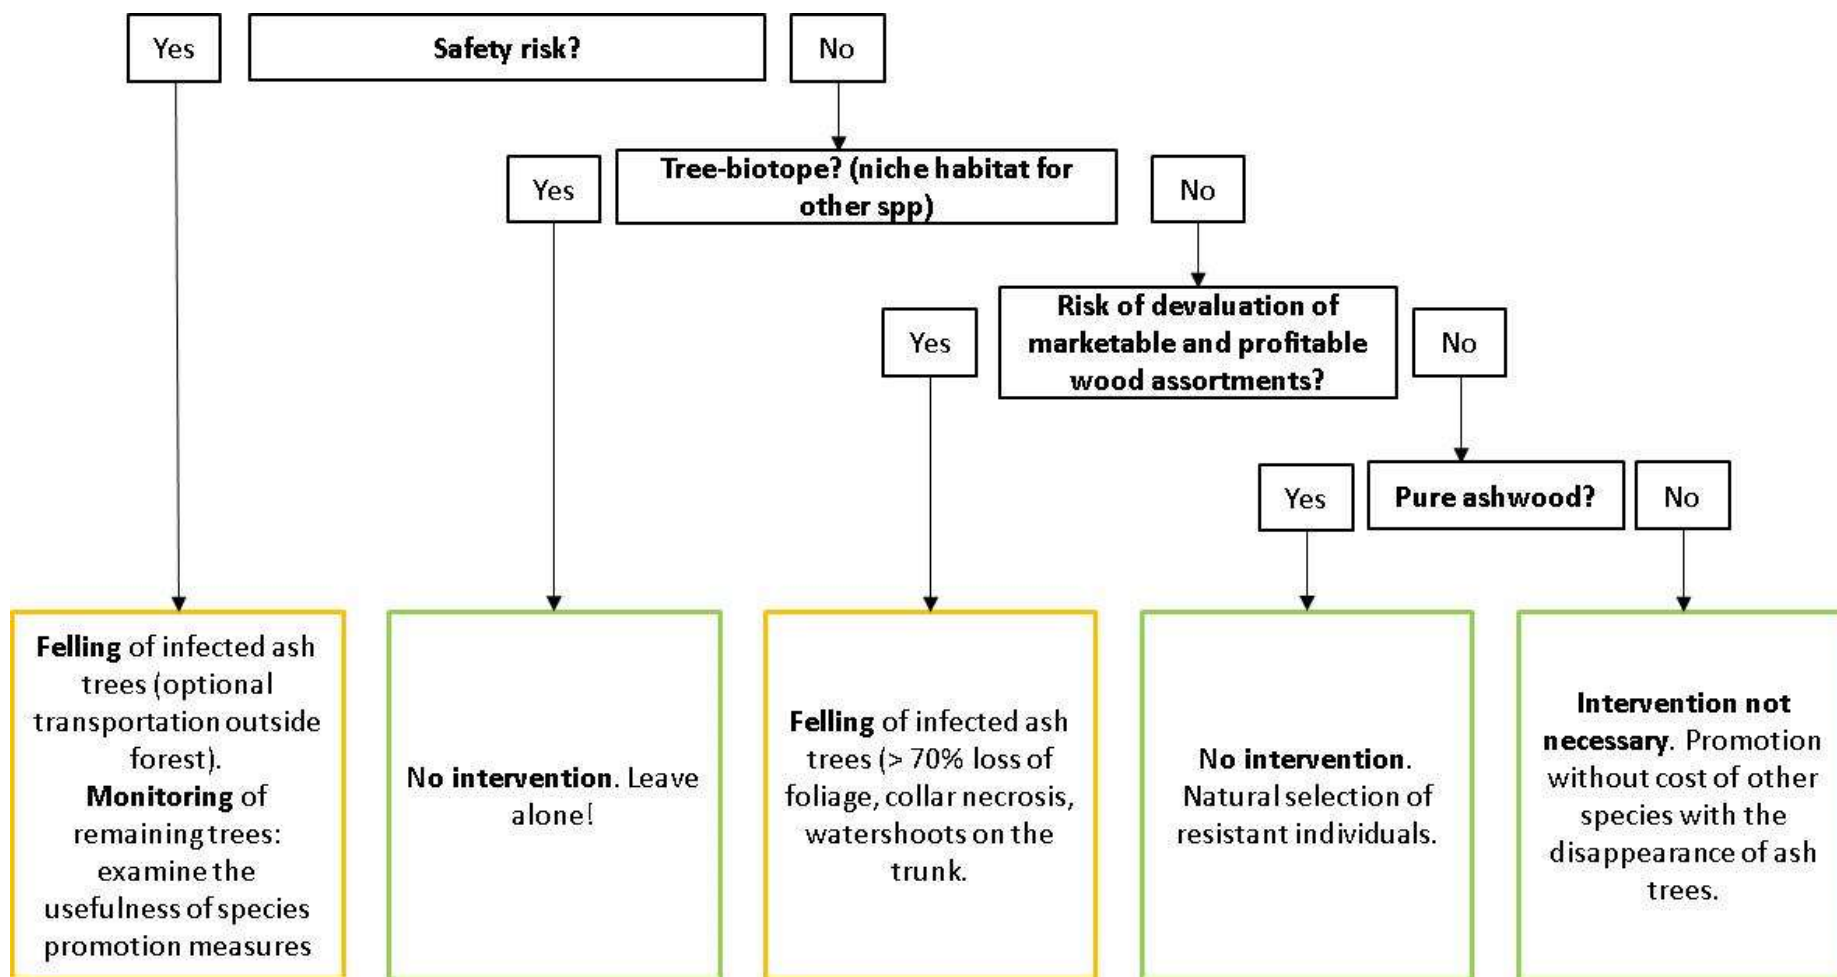 Yes
Safety risk?
No
Yes
Tree-biotope? (niche habitat for
other spp)
No
Yes
Risk of devaluation of
marketable and profitable
wood assortments?
No
Yes
Pure ashwood?
No
Felling of infected ash
trees (optional
transportation outside
forest).
Monitoring of
remaining trees:
examine the
usefulness of species
promotion measures
No intervention. Leave
alone!
Felling of infected ash
trees (> 70% loss of
foliage, collar necrosis,
watershoots on the
trunk.
No intervention.
Natural selection of
resistant individuals.
Intervention not
necessary. Promotion
without cost of other
species with the
disappearance of ash
trees.